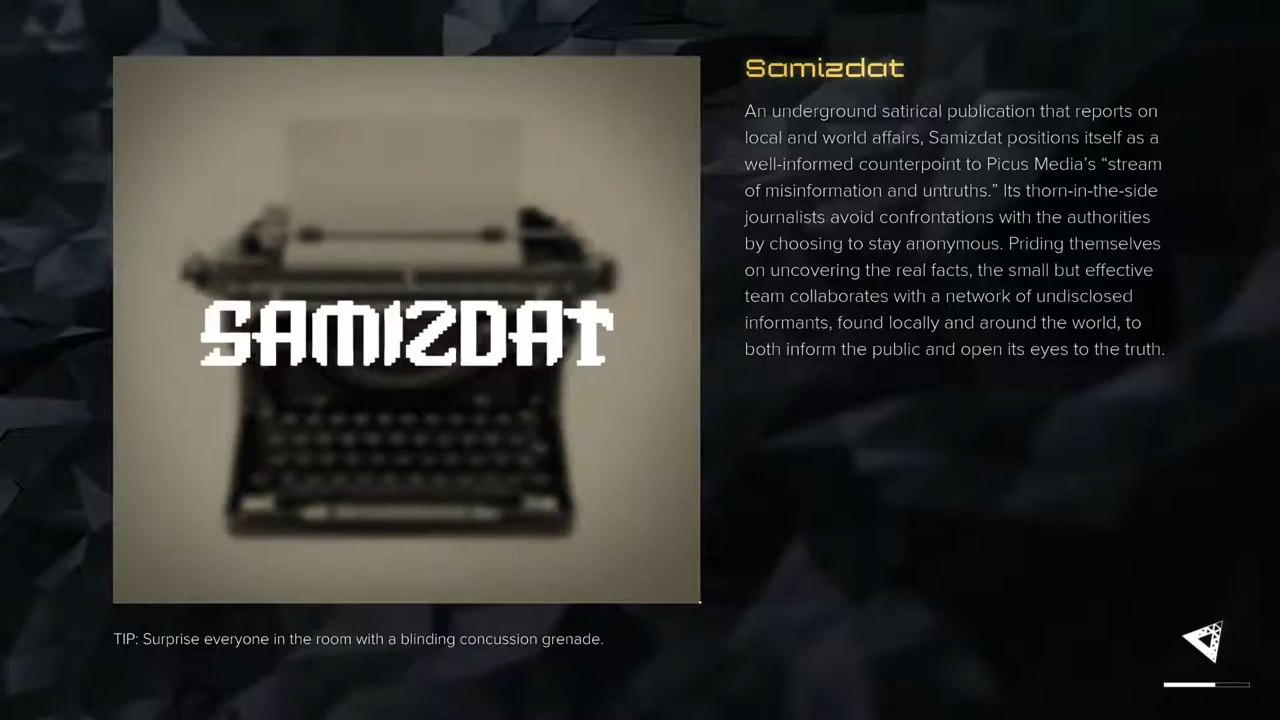 Samizdat
An underground satirical publication that reports on
local and world affairs, Samizdat positions itself as a
well-informed counterpoint to Picus Media’s “stream
of misinformation and untruths.” Its thorn-in-the-side
journalists avoid confrontations with the authorities
by choosing to stay anonymous. Priding themselves
on uncovering the real facts, the small but effective
team collaborates with a network of undisclosed
informants, found locally and around the world, to
both inform the public and open its eyes to the truth.
SAMIZDAT
TIP: Surprise everyone in the room with a blinding concussion grenade.